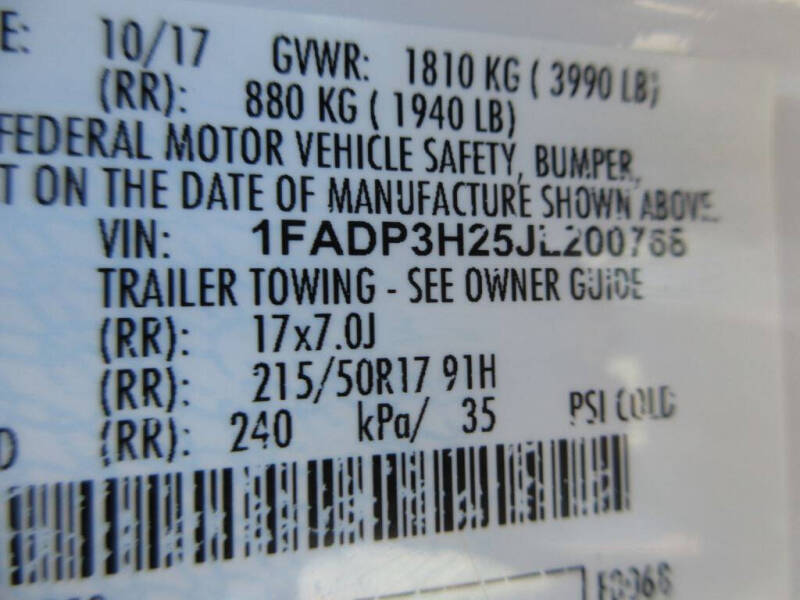 E: 10/17 GVWR: 1810 KG ( 3990 LB)
(RR): 880 KG ( 1940 LB)
FEDERAL MOTOR VEHICLE SAFETY, BUMPER,
T ON THE DATE OF MANUFACTURE SHOWN ABOVE.
VIN: 1FADP3H25JL200768
TRAILER TOWING - SEE OWNER GUIDE
(RR): 17x7.0J
(RR): 215/50R17 91H
(RR): 240 kPa/ 35 PSI COLD